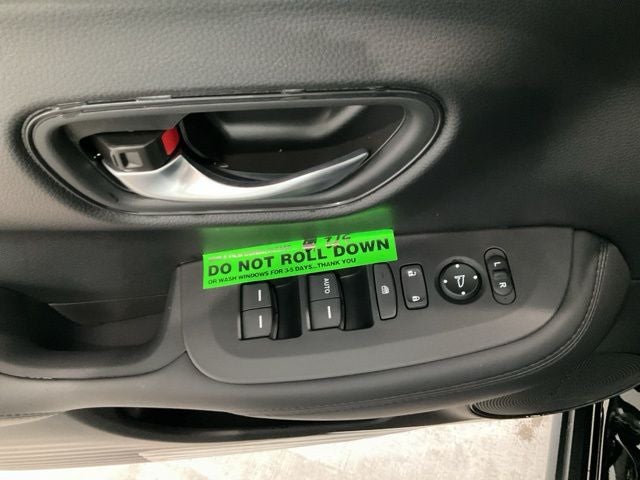 DO NOT ROLL DOWN
OR WASH WINDOWS FOR 3-5 DAYS...THANK YOU
AUTO
L
R